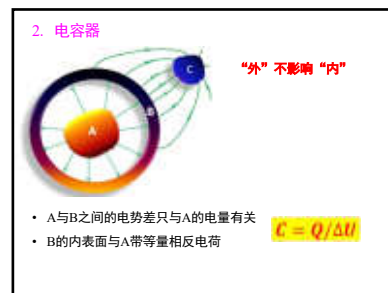 2. 电容器
“外”不影响“内”
C
B
A
• A与B之间的电势差只与A的电量有关
• B的内表面与A带等量相反电荷
C = Q/ΔU